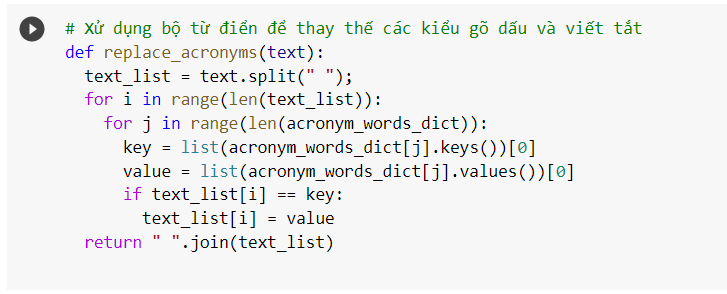 # Xử dụng bộ từ điển để thay thế các kiểu gõ dấu và viết tắt
def replace_acronyms(text):
  text_list = text.split(" ");
  for i in range(len(text_list)):
    for j in range(len(acronym_words_dict)):
      key = list(acronym_words_dict[j].keys())[0]
      value = list(acronym_words_dict[j].values())[0]
      if text_list[i] == key:
        text_list[i] = value
  return " ".join(text_list)